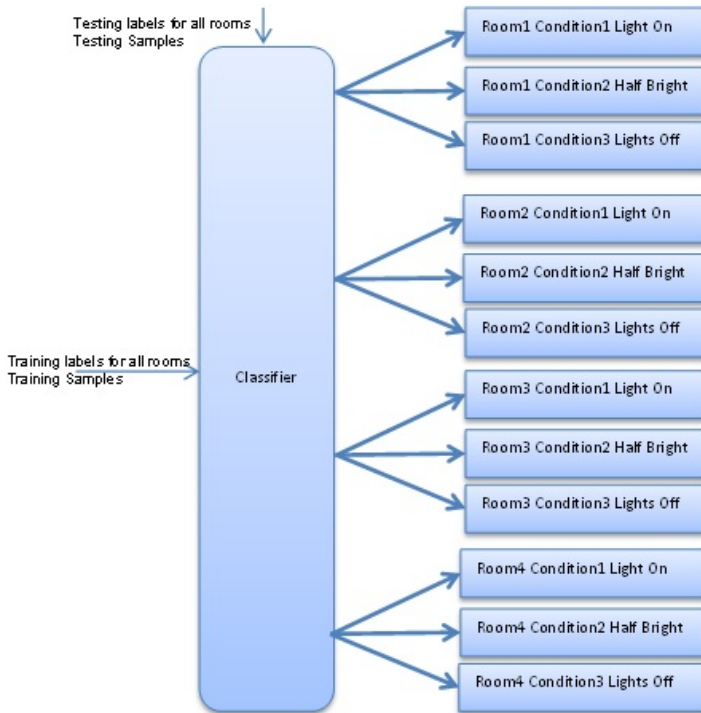 Testing labels for all rooms
Testing Samples
Room1 Condition1 Light On
Room1 Condition2 Half Bright
Room1 Condition3 Lights Off
Room2 Condition1 Light On
Room2 Condition2 Half Bright
Room2 Condition3 Lights Off
Training labels for all rooms
Training Samples
Classifier
Room3 Condition1 Light On
Room3 Condition2 Half Bright
Room3 Condition3 Lights Off
Room4 Condition1 Light On
Room4 Condition2 Half Bright
Room4 Condition3 Lights Off